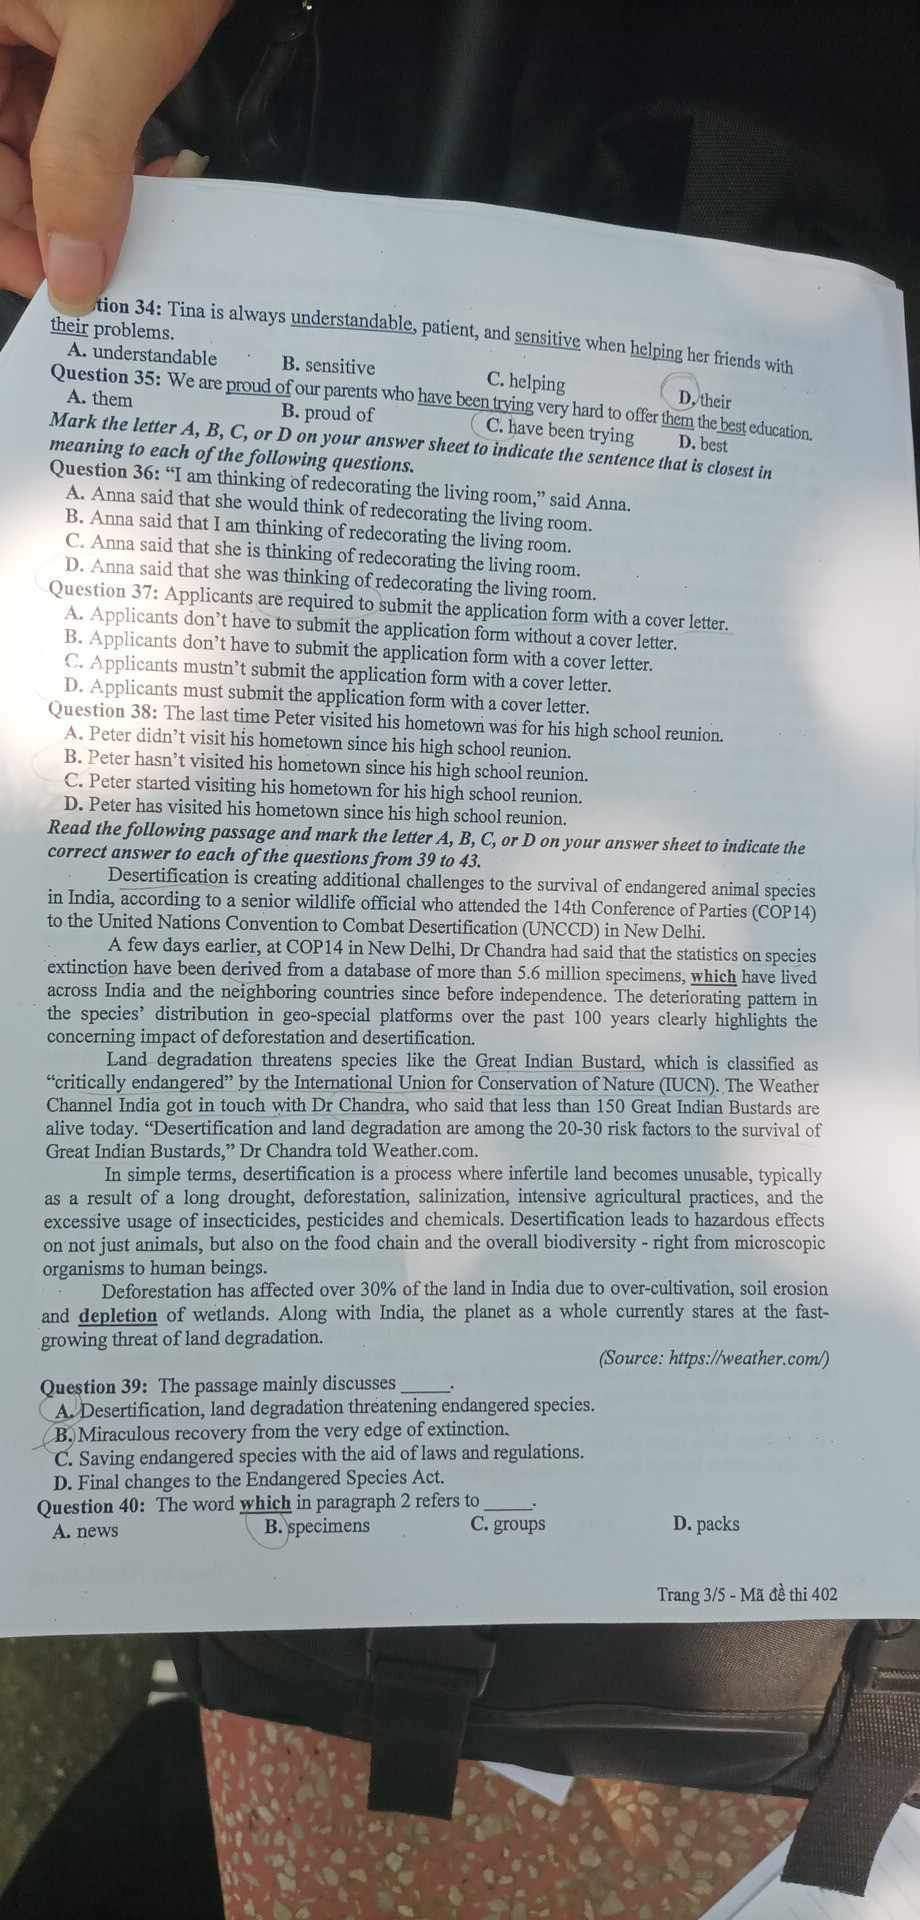 tion 34: Tina is always understandable, patient, and sensitive when helping her friends with
their problems.
A. understandable B. sensitive C. helping D. their
Question 35: We are proud of our parents who have been trying very hard to offer them the best education.
A. them B. proud of C. have been trying D. best
Mark the letter A, B, C, or D on your answer sheet to indicate the sentence that is closest in
meaning to each of the following questions.
Question 36: “I am thinking of redecorating the living room,” said Anna.
A. Anna said that she would think of redecorating the living room.
B. Anna said that I am thinking of redecorating the living room.
C. Anna said that she is thinking of redecorating the living room.
D. Anna said that she was thinking of redecorating the living room.
Question 37: Applicants are required to submit the application form with a cover letter.
A. Applicants don’t have to submit the application form without a cover letter.
B. Applicants don’t have to submit the application form with a cover letter.
C. Applicants mustn’t submit the application form with a cover letter.
D. Applicants must submit the application form with a cover letter.
Question 38: The last time Peter visited his hometown was for his high school reunion.
A. Peter didn’t visit his hometown since his high school reunion.
B. Peter hasn’t visited his hometown since his high school reunion.
C. Peter started visiting his hometown for his high school reunion.
D. Peter has visited his hometown since his high school reunion.
Read the following passage and mark the letter A, B, C, or D on your answer sheet to indicate the
correct answer to each of the questions from 39 to 43.
Desertification is creating additional challenges to the survival of endangered animal species
in India, according to a senior wildlife official who attended the 14th Conference of Parties (COP14)
to the United Nations Convention to Combat Desertification (UNCCD) in New Delhi.
A few days earlier, at COP14 in New Delhi, Dr Chandra had said that the statistics on species
extinction have been derived from a database of more than 5.6 million specimens, which have lived
across India and the neighboring countries since before independence. The deteriorating pattern in
the species’ distribution in geo-special platforms over the past 100 years clearly highlights the
concerning impact of deforestation and desertification.
Land degradation threatens species like the Great Indian Bustard, which is classified as
“critically endangered” by the International Union for Conservation of Nature (IUCN). The Weather
Channel India got in touch with Dr Chandra, who said that less than 150 Great Indian Bustards are
alive today. “Desertification and land degradation are among the 20-30 risk factors to the survival of
Great Indian Bustards,” Dr Chandra told Weather.com.
In simple terms, desertification is a process where infertile land becomes unusable, typically
as a result of a long drought, deforestation, salinization, intensive agricultural practices, and the
excessive usage of insecticides, pesticides and chemicals. Desertification leads to hazardous effects
on not just animals, but also on the food chain and the overall biodiversity - right from microscopic
organisms to human beings.
Deforestation has affected over 30% of the land in India due to over-cultivation, soil erosion
and depletion of wetlands. Along with India, the planet as a whole currently stares at the fast-
growing threat of land degradation.
(Source: https://weather.com/)
Question 39: The passage mainly discusses _____.
A. Desertification, land degradation threatening endangered species.
B. Miraculous recovery from the very edge of extinction.
C. Saving endangered species with the aid of laws and regulations.
D. Final changes to the Endangered Species Act.
Question 40: The word which in paragraph 2 refers to _____.
A. news B. specimens C. groups D. packs
Trang 3/5 - Mã đề thi 402